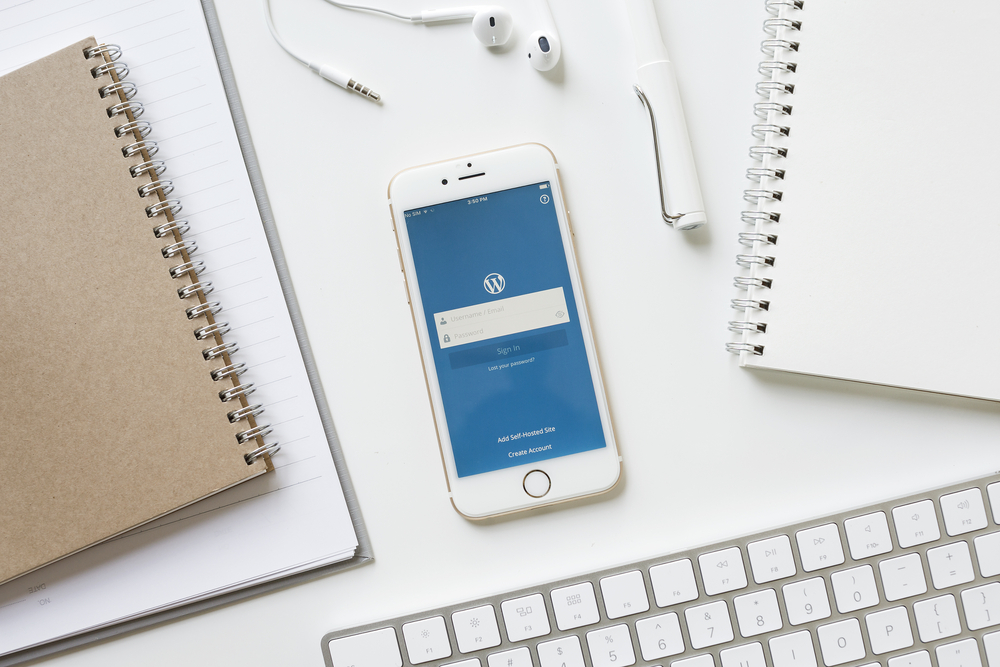 No SIM
3:50 PM
?
W
Username / Email
Password
Sign In
Lost your password?
Add Self-Hosted Site
Create Account
DATE
NO.
F1
F2
F3
F4
F5
F6
F7
F8
F9
F10
F11
F12
#
$
4
%
5
^
6
&
7
*
8
(
9
)
0
_
-
+
=
O
P
{
[
}
]